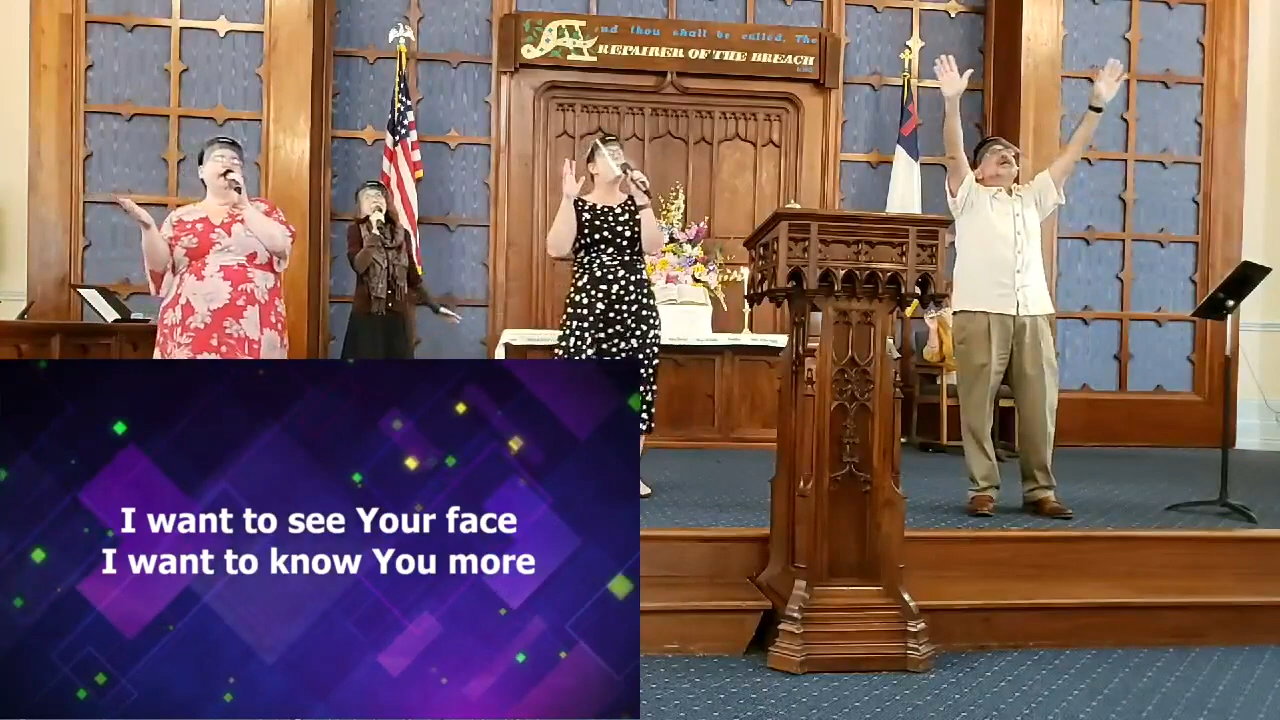 And thou shall be called, The
REPAIRER OF THE BREACH
I want to see Your face
I want to know You more